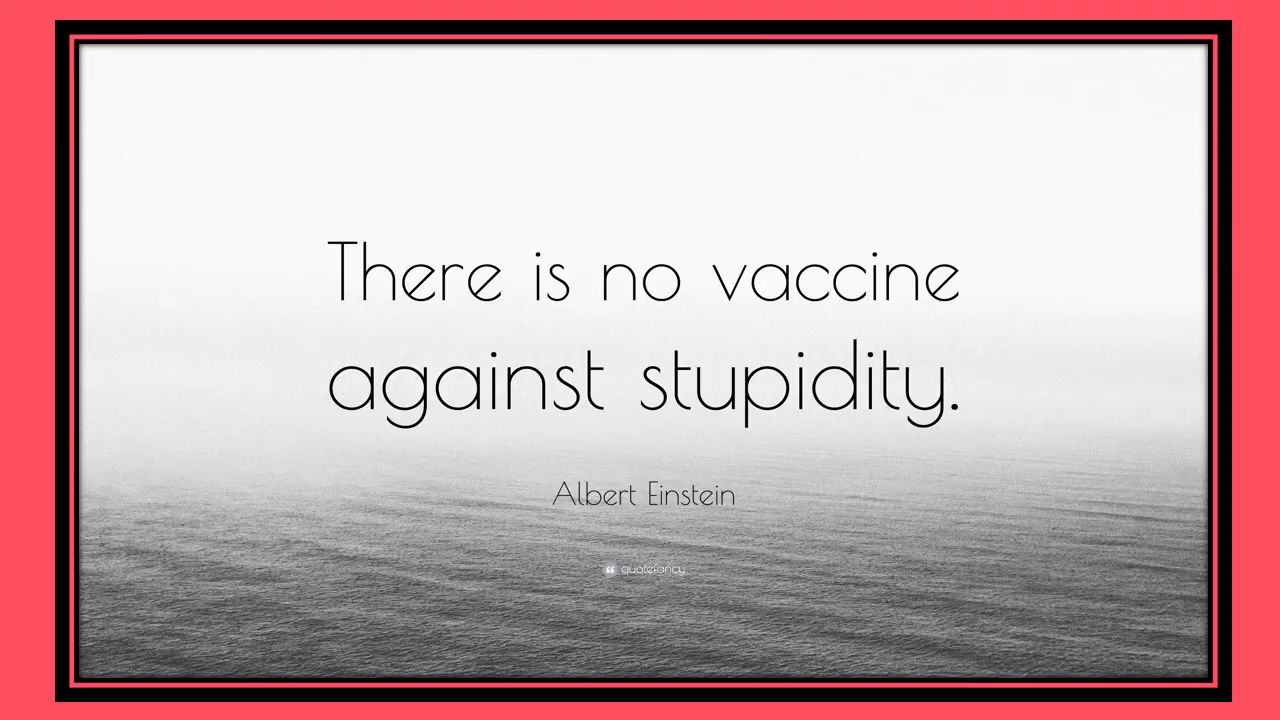 There is no vaccine
against stupidity.
Albert Einstein
quotefancy